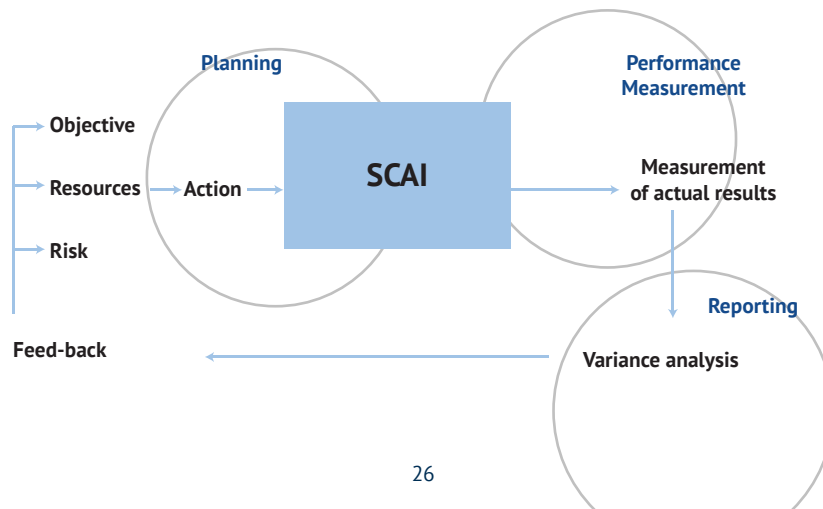 Planning
Performance
Measurement
Objective
Resources
Action
SCAI
Measurement
of actual results
Risk
Reporting
Feed-back
Variance analysis
26